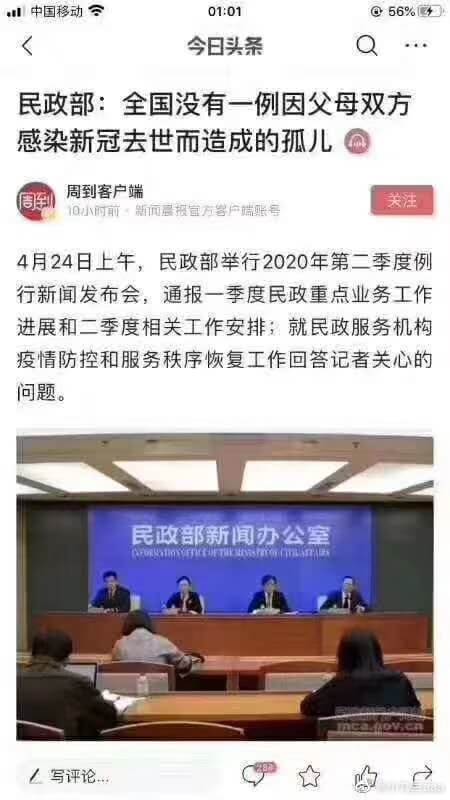 中国移动
01:01
56%
今日头条
民政部：全国没有一例因父母双方
感染新冠去世而造成的孤儿
周到
周到客户端
10小时前·新闻晨报官方客户端账号
关注
4月24日上午，民政部举行2020年第二季度例
行新闻发布会，通报一季度民政重点业务工作
进展和二季度相关工作安排；就民政服务机构
疫情防控和服务秩序恢复工作回答记者关心的
问题。
民政部新闻办公室
INFORMATION OFFICE OF THE MINISTRY OF CIVIL AFFAIRS
mca.gov.cn
写评论...
288